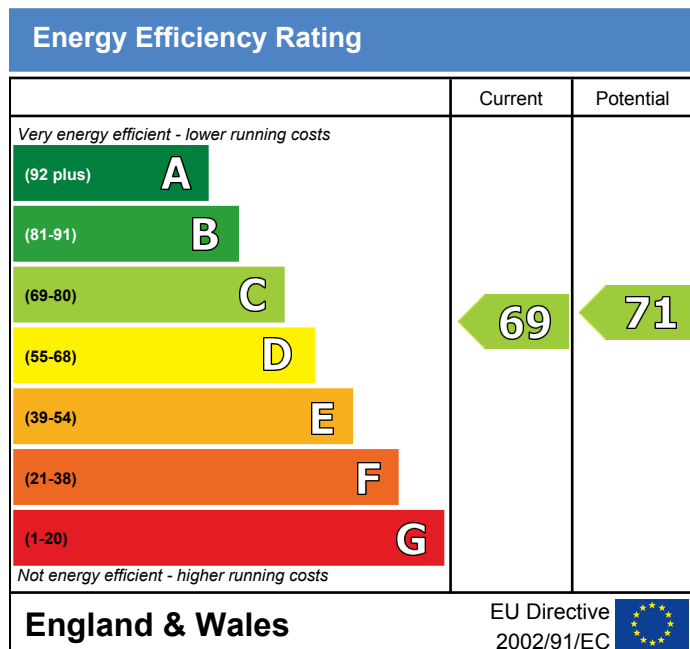 Energy Efficiency Rating
Current Potential
Very energy efficient - lower running costs
(92 plus) A
(81-91) B
(69-80) C
69 71
(55-68) D
(39-54) E
(21-38) F
(1-20) G
Not energy efficient - higher running costs
England & Wales
EU Directive
2002/91/EC